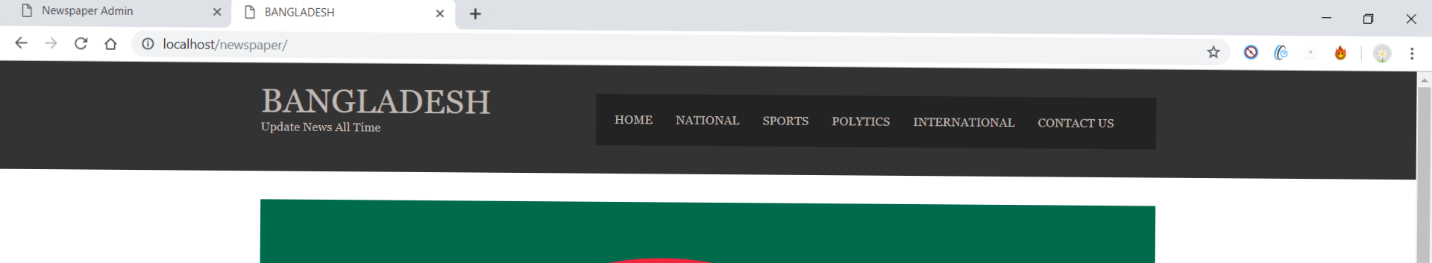 Newspaper Admin
BANGLADESH
localhost/newspaper/
BANGLADESH
Update News All Time
HOME NATIONAL SPORTS POLYTICS INTERNATIONAL CONTACT US